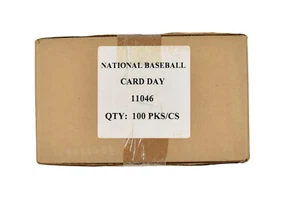 NATIONAL BASEBALL
CARD DAY
11046
QTY: 100 PKS/CS